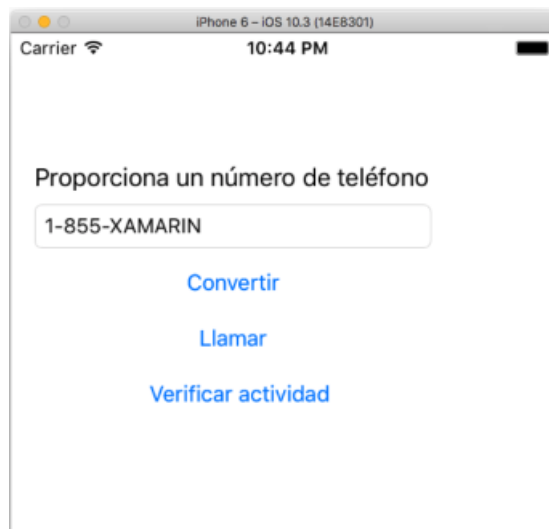 iPhone 6 – iOS 10.3 (14E8301)
Carrier 10:44 PM
Proporciona un número de teléfono
1-855-XAMARIN
Convertir
Llamar
Verificar actividad